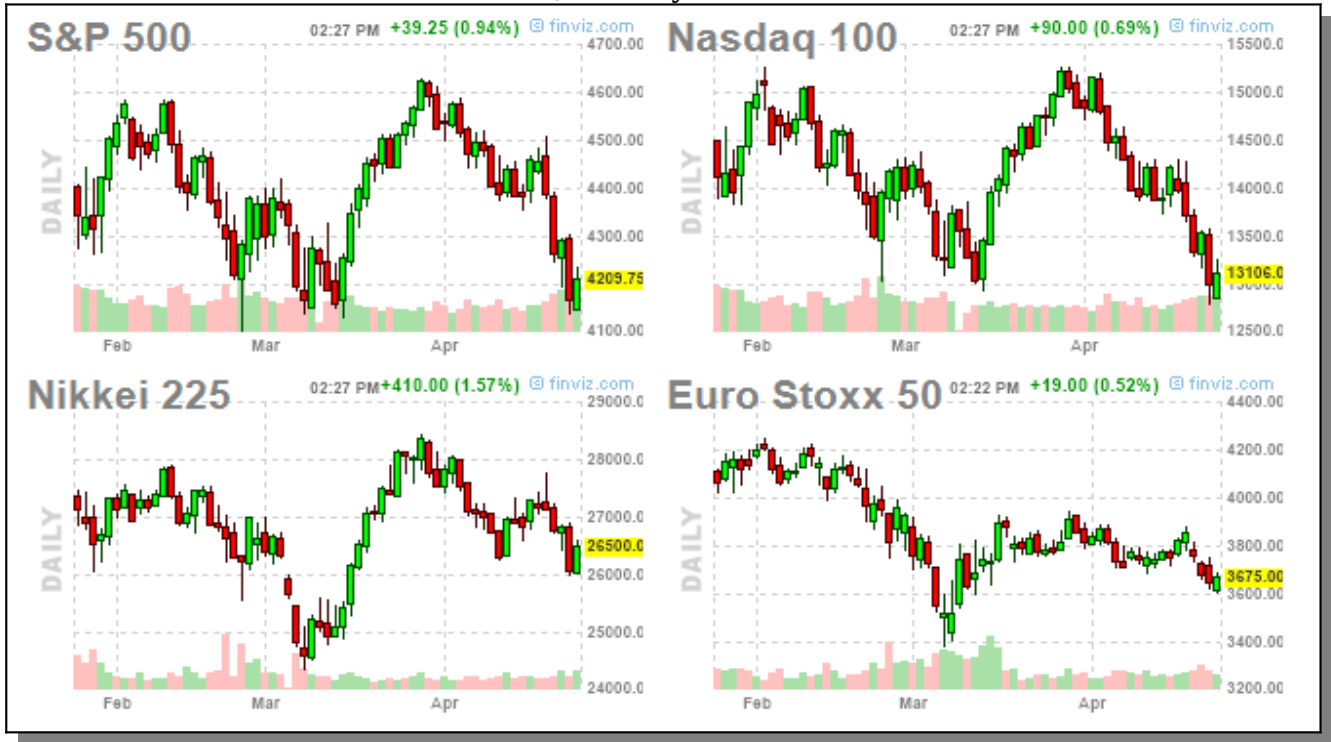 S&P 500
02:27 PM +39.25 (0.94%) © finviz.com
4700.00
4600.00
4500.00
4400.00
4300.00
4209.75
4100.00
DAILY
Feb Mar Apr
Nasdaq 100
02:27 PM +90.00 (0.69%) © finviz.com
15500.0
15000.0
14500.0
14000.0
13500.0
13106.0
13000.0
12500.0
DAILY
Feb Mar Apr
Nikkei 225
02:27 PM +410.00 (1.57%) © finviz.com
29000.0
28000.0
27000.0
26500.0
26000.0
25000.0
24000.0
DAILY
Feb Mar Apr
Euro Stoxx 50
02:22 PM +19.00 (0.52%) © finviz.com
4400.00
4200.00
4000.00
3800.00
3675.00
3600.00
3400.00
3200.00
DAILY
Feb Mar Apr